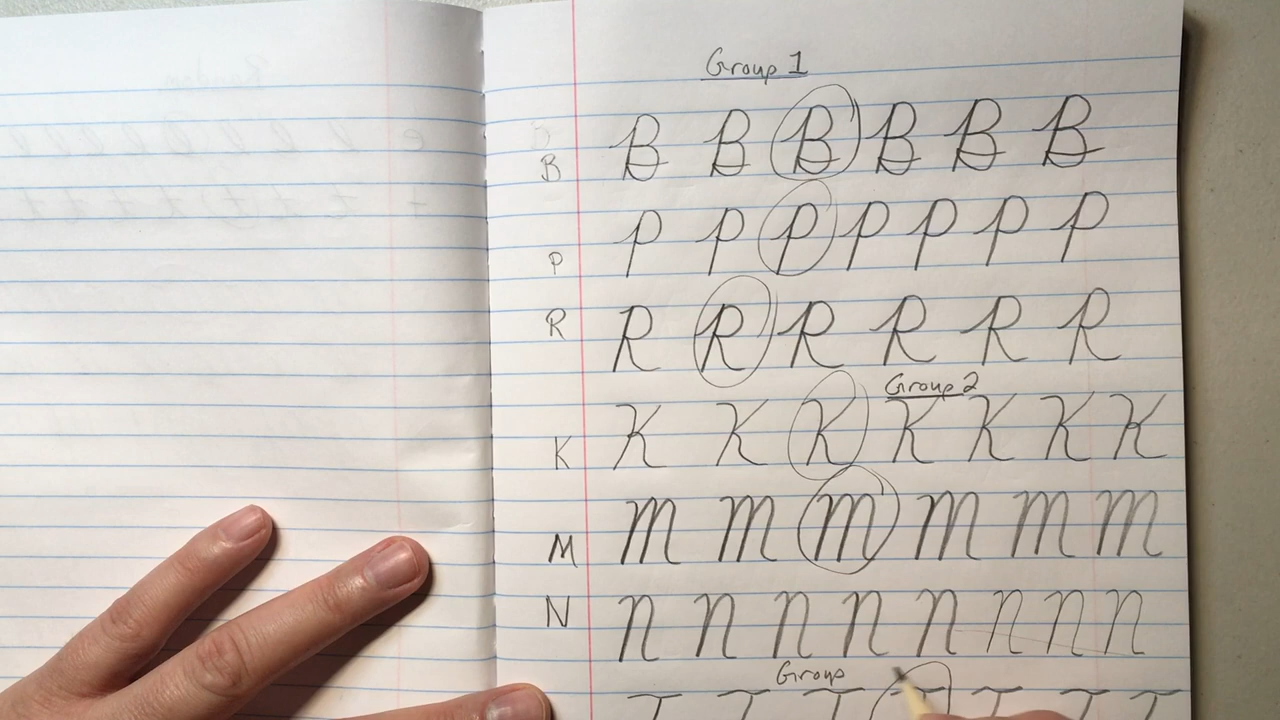 Group 1
B B B B B B B
P P P P P P P P
R R R R R R R
Group 2
K K K K K K K K
M M M M M M M
N N N N N N N N N
Group
T T T T T T T